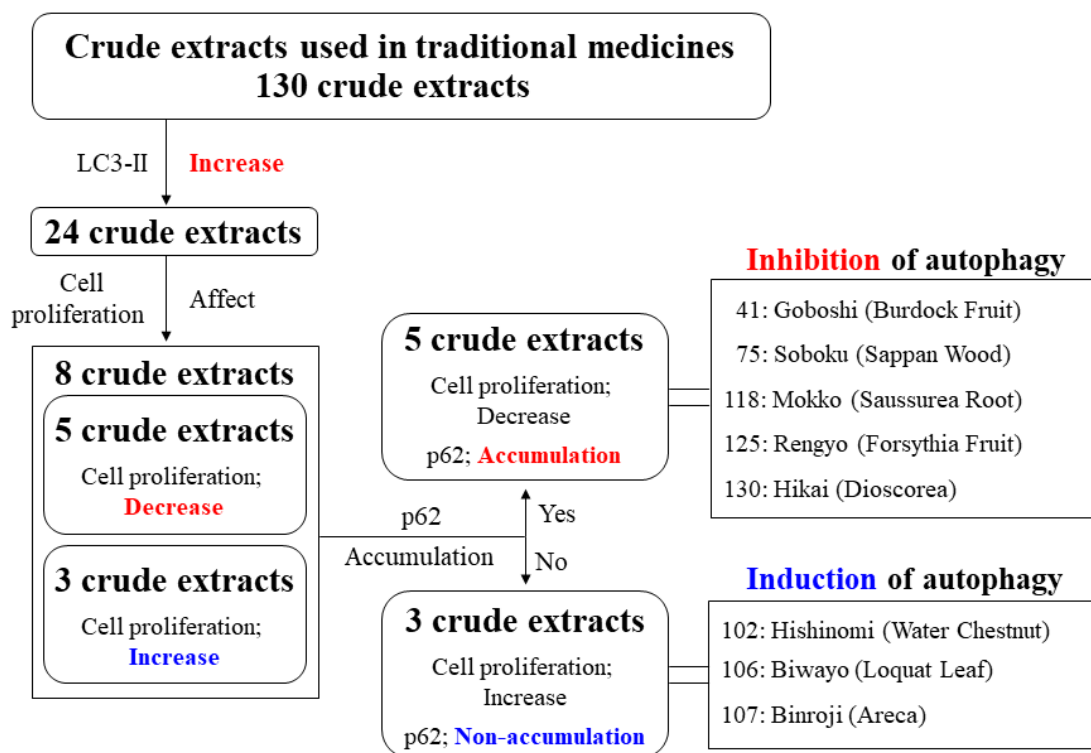 Crude extracts used in traditional medicines
130 crude extracts
LC3-II
Increase
24 crude extracts
Cell
proliferation
Affect
8 crude extracts
5 crude extracts
Cell proliferation;
Decrease
3 crude extracts
Cell proliferation;
Increase
p62
Accumulation
Yes
No
5 crude extracts
Cell proliferation;
Decrease
p62; Accumulation
3 crude extracts
Cell proliferation;
Increase
p62; Non-accumulation
Inhibition of autophagy
41: Goboshi (Burdock Fruit)
75: Soboku (Sappan Wood)
118: Mokko (Saussurea Root)
125: Rengyo (Forsythia Fruit)
130: Hikai (Dioscorea)
Induction of autophagy
102: Hishinomi (Water Chestnut)
106: Biwayo (Loquat Leaf)
107: Binroji (Areca)